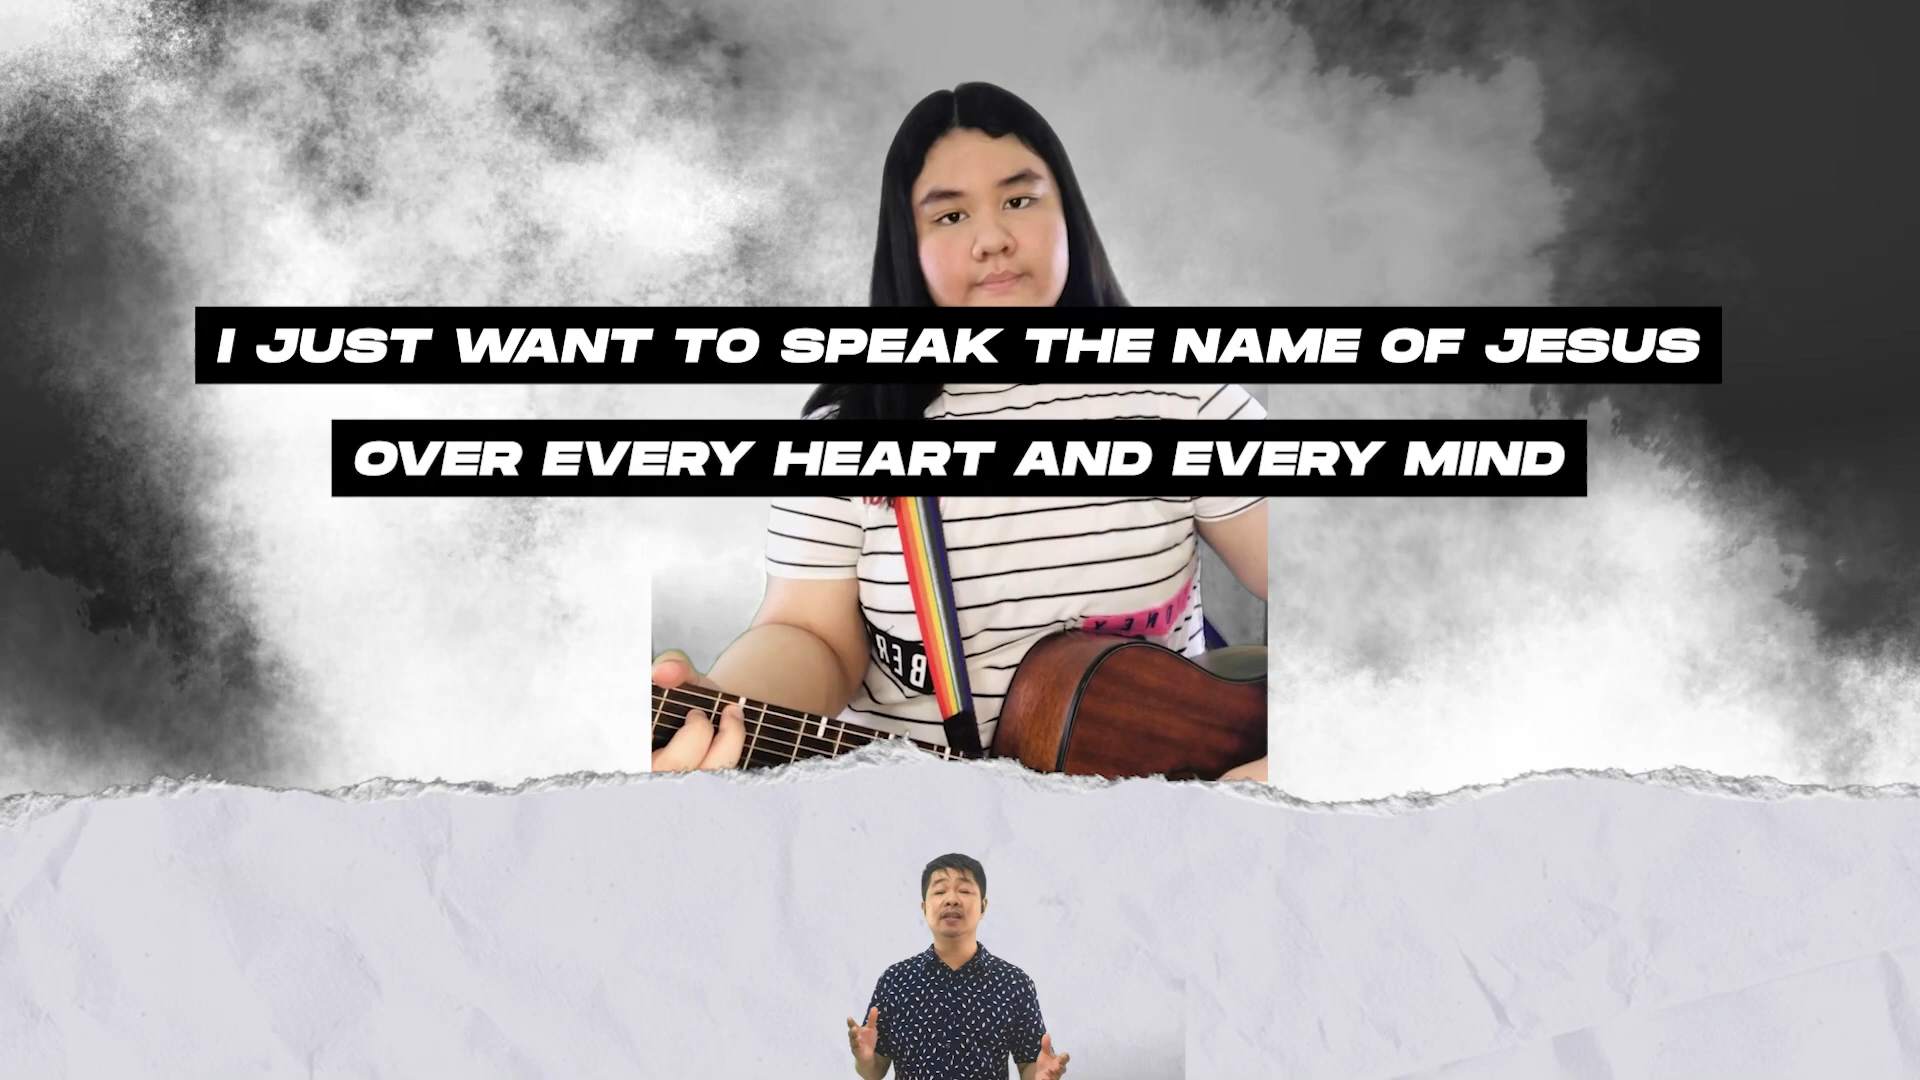 I JUST WANT TO SPEAK THE NAME OF JESUS
OVER EVERY HEART AND EVERY MIND